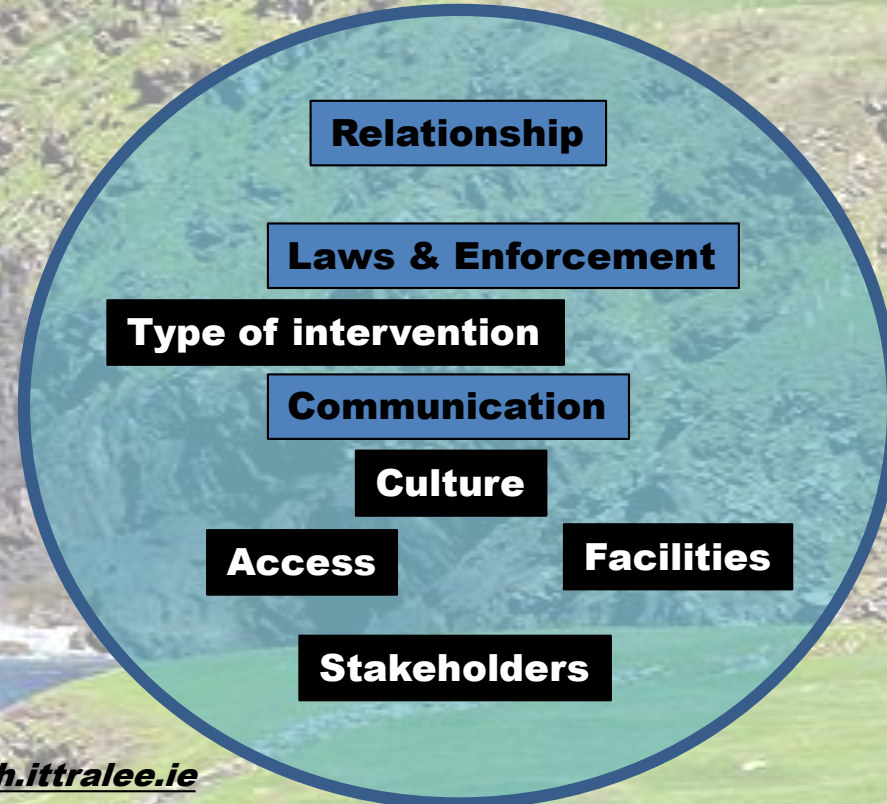 Relationship
Laws & Enforcement
Type of intervention
Communication
Culture
Access
Facilities
Stakeholders
h.ittralee.ie